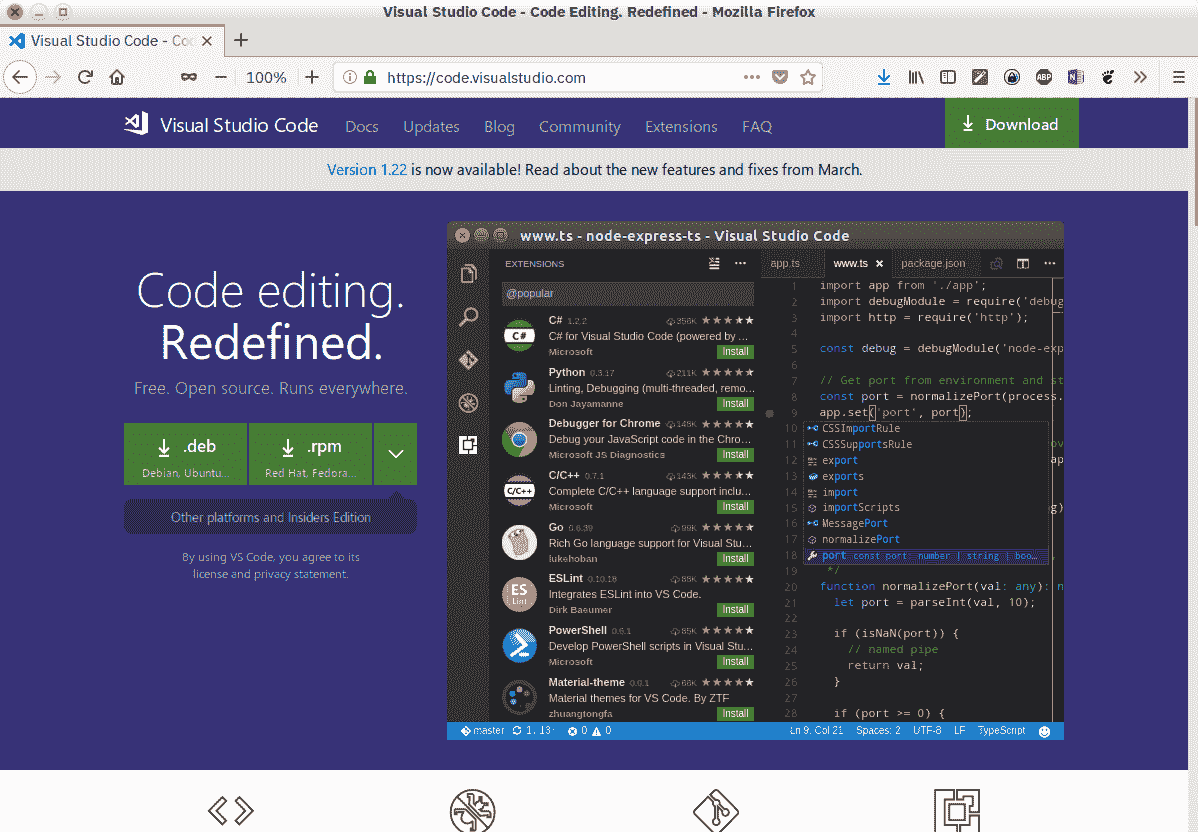 Visual Studio Code - Code Editing. Redefined - Mozilla Firefox
Visual Studio Code - Co
100%
https://code.visualstudio.com
ABP
Visual Studio Code Docs Updates Blog Community Extensions FAQ Download
Version 1.22 is now available! Read about the new features and fixes from March.
Code editing.
Redefined.
Free. Open source. Runs everywhere.
.deb
Debian, Ubuntu...
.rpm
Red Hat, Fedora...
Other platforms and Insiders Edition
By using VS Code, you agree to its
license and privacy statement.
www.ts - node-express-ts - Visual Studio Code
EXTENSIONS
@popular
C# 1.2.2 356K
C#
C# for Visual Studio Code (powered by ...
Microsoft Install
Python 0.3.17 211K
Linting, Debugging (multi-threaded, remo...
Don Jayamanne Install
Debugger for Chrome 148K
Debug your JavaScript code in the Chro...
Microsoft JS Diagnostics Install
C/C++ 0.7.1 143K
C/C++
Complete C/C++ language support inclu...
Microsoft Install
Go 0.6.39 99K
Rich Go language support for Visual Stu...
lukehoban Install
ESLint 0.10.18 88K
ES
Lint
Integrates ESLint into VS Code.
Dirk Baeumer Install
PowerShell 0.6.1 85K
Develop PowerShell scripts in Visual Stu...
Microsoft Install
Material-theme 66K
Material themes for VS Code. By ZTF
zhuangtongfa Install
app.ts www.ts package.json
1 import app from './app';
2 import debugModule = require('debug
3 import http = require('http');
4
5 const debug = debugModule('node-exp
6
7 // Get port from environment and st
8 const port = normalizePort(process.
9 app.set('port', port);
10 CSSImportRule
11 CSSSupportsRule
12 export
13 exports
14 import
15 importScripts
16 MessagePort
17 normalizePort
18 port const port: number | string | boo...
19 */
20 function normalizePort(val: any): n
21 let port = parseInt(val, 10);
22
23 if (isNaN(port)) {
24 // named pipe
25 return val;
26 }
27
28 if (port >= 0) {
master 0 0 Ln 9, Col 21 Spaces: 2 UTF-8 LF TypeScript